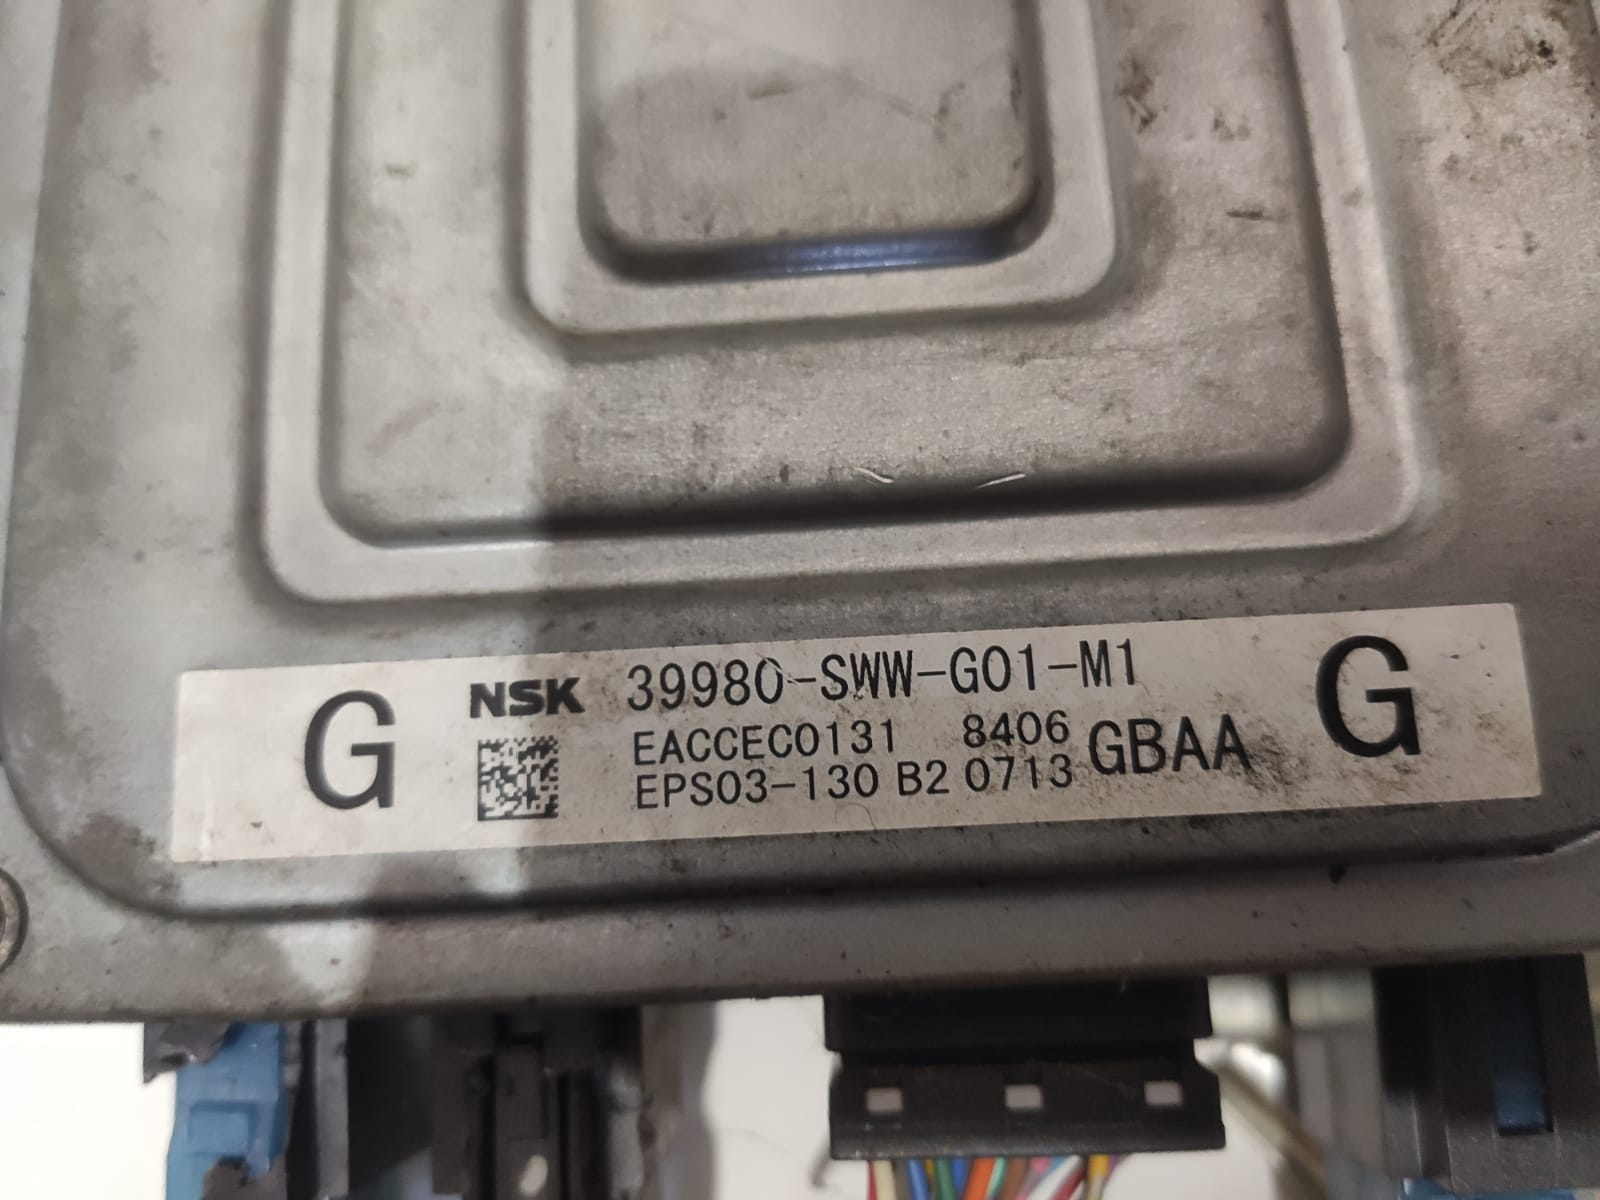 G NSK 39980-SWW-G01-M1 G
EACCEC0131 8406 GBAA
EPS03-130 B2 0713